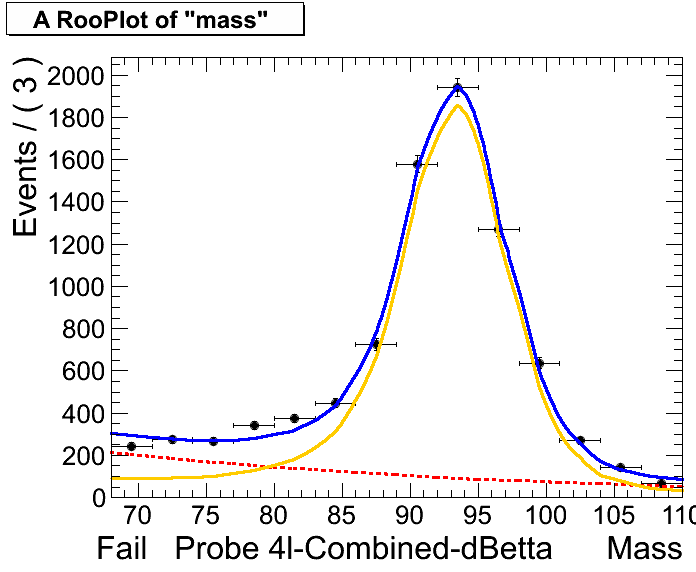 A RooPlot of "mass"
Events / ( 3 )
2000
1800
1600
1400
1200
1000
800
600
400
200
0
70 75 80 85 90 95 100 105 110
Fail Probe 4l-Combined-dBetta Mass